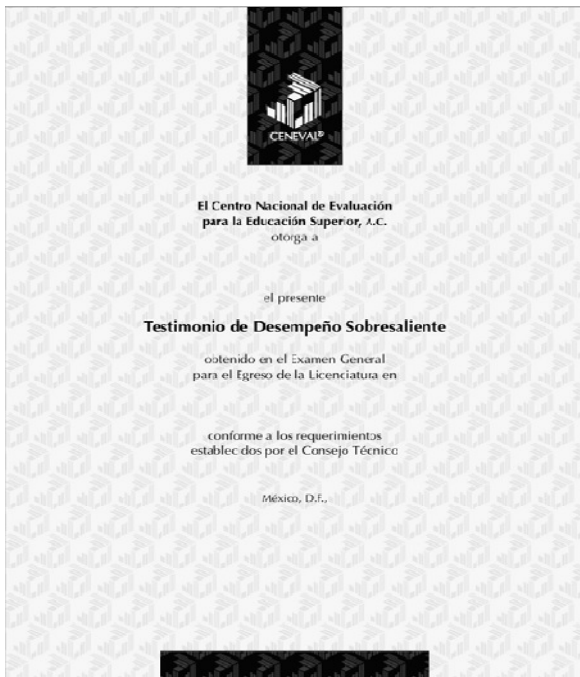 CENEVAL®
El Centro Nacional de Evaluación
para la Educación Superior, A.C.
otorga a
el presente
Testimonio de Desempeño Sobresaliente
obtenido en el Examen General
para el Egreso de la Licenciatura en
conforme a los requerimientos
establecidos por el Consejo Técnico
México, D.F.,